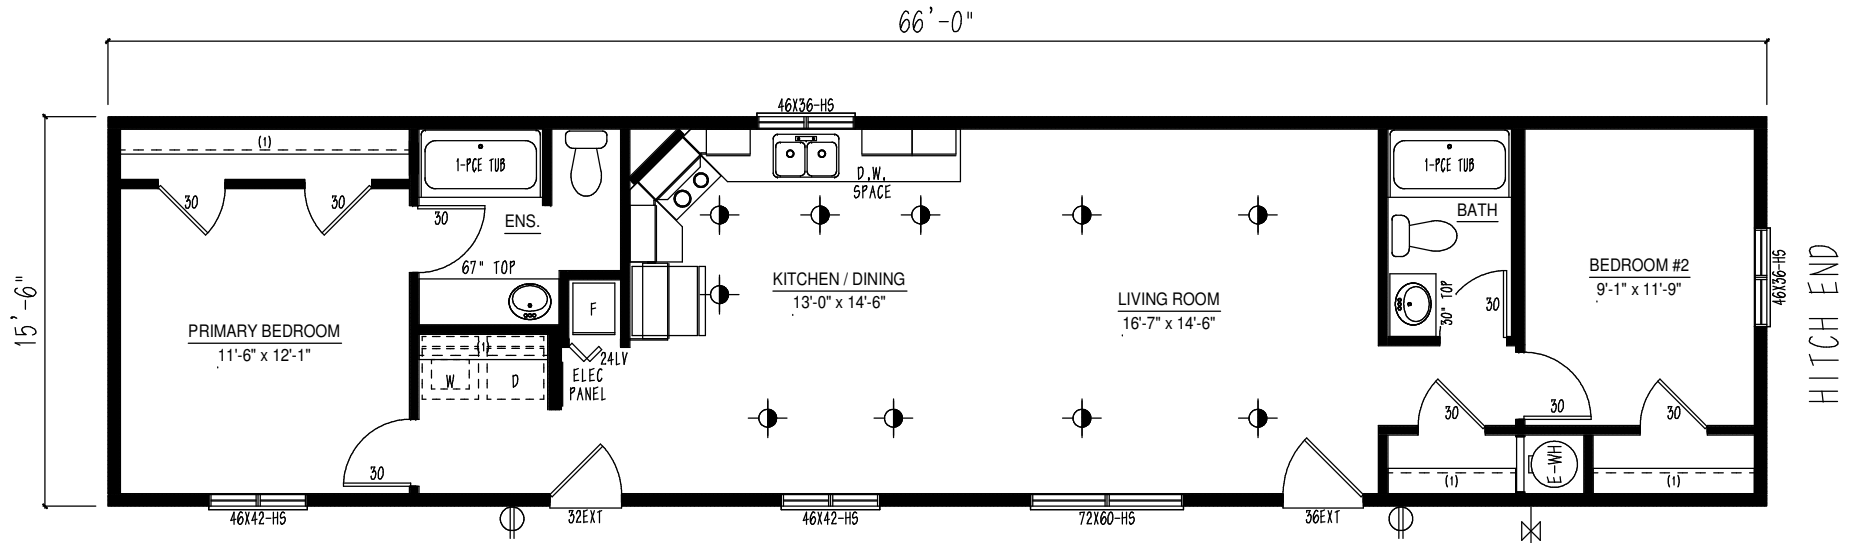 66'-0"
46X36-HS
(1)
1-PCE TUB
1-PCE TUB
D.W.
SPACE
30
30
30
ENS.
BATH
67" TOP
KITCHEN / DINING
13'-0" x 14'-6"
BEDROOM #2
9'-1" x 11'-9"
46X36-HS
HITCH END
15'-6"
LIVING ROOM
16'-7" x 14'-6"
30" TOP
30
F
PRIMARY BEDROOM
11'-6" x 12'-1"
(1)
24LV
ELEC
PANEL
W
D
30
30
30
30
E-WH
(1)
(1)
46X42-HS
32EXT
46X42-HS
72X60-HS
36EXT